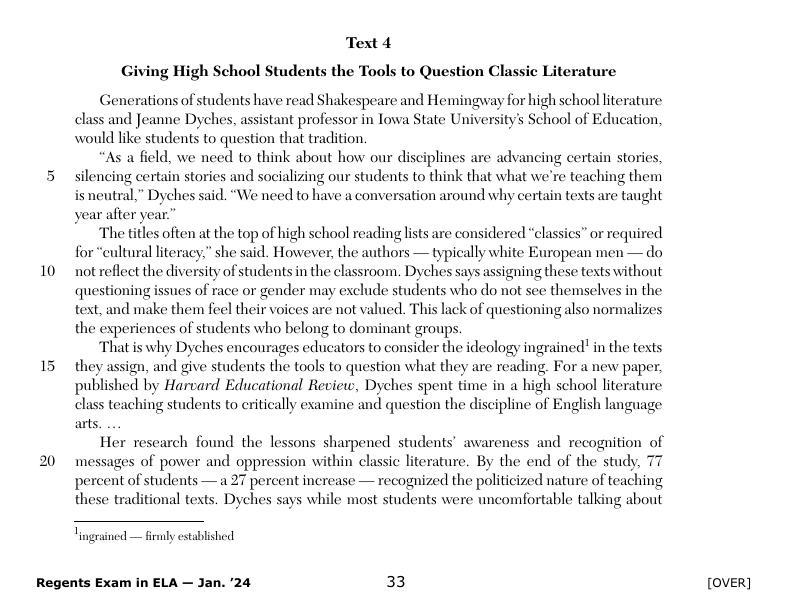 Text 4
Giving High School Students the Tools to Question Classic Literature
Generations of students have read Shakespeare and Hemingway for high school literature
class and Jeanne Dyches, assistant professor in Iowa State University's School of Education,
would like students to question that tradition.
"As a field, we need to think about how our disciplines are advancing certain stories,
5 silencing certain stories and socializing our students to think that what we're teaching them
is neutral," Dyches said. "We need to have a conversation around why certain texts are taught
year after year."
The titles often at the top of high school reading lists are considered "classics" or required
for "cultural literacy," she said. However, the authors — typically white European men — do
10 not reflect the diversity of students in the classroom. Dyches says assigning these texts without
questioning issues of race or gender may exclude students who do not see themselves in the
text, and make them feel their voices are not valued. This lack of questioning also normalizes
the experiences of students who belong to dominant groups.
That is why Dyches encourages educators to consider the ideology ingrained1 in the texts
15 they assign, and give students the tools to question what they are reading. For a new paper,
published by Harvard Educational Review, Dyches spent time in a high school literature
class teaching students to critically examine and question the discipline of English language
arts. …
Her research found the lessons sharpened students' awareness and recognition of
20 messages of power and oppression within classic literature. By the end of the study, 77
percent of students — a 27 percent increase — recognized the politicized nature of teaching
these traditional texts. Dyches says while most students were uncomfortable talking about
1ingrained — firmly established
Regents Exam in ELA — Jan. '24 33 [OVER]